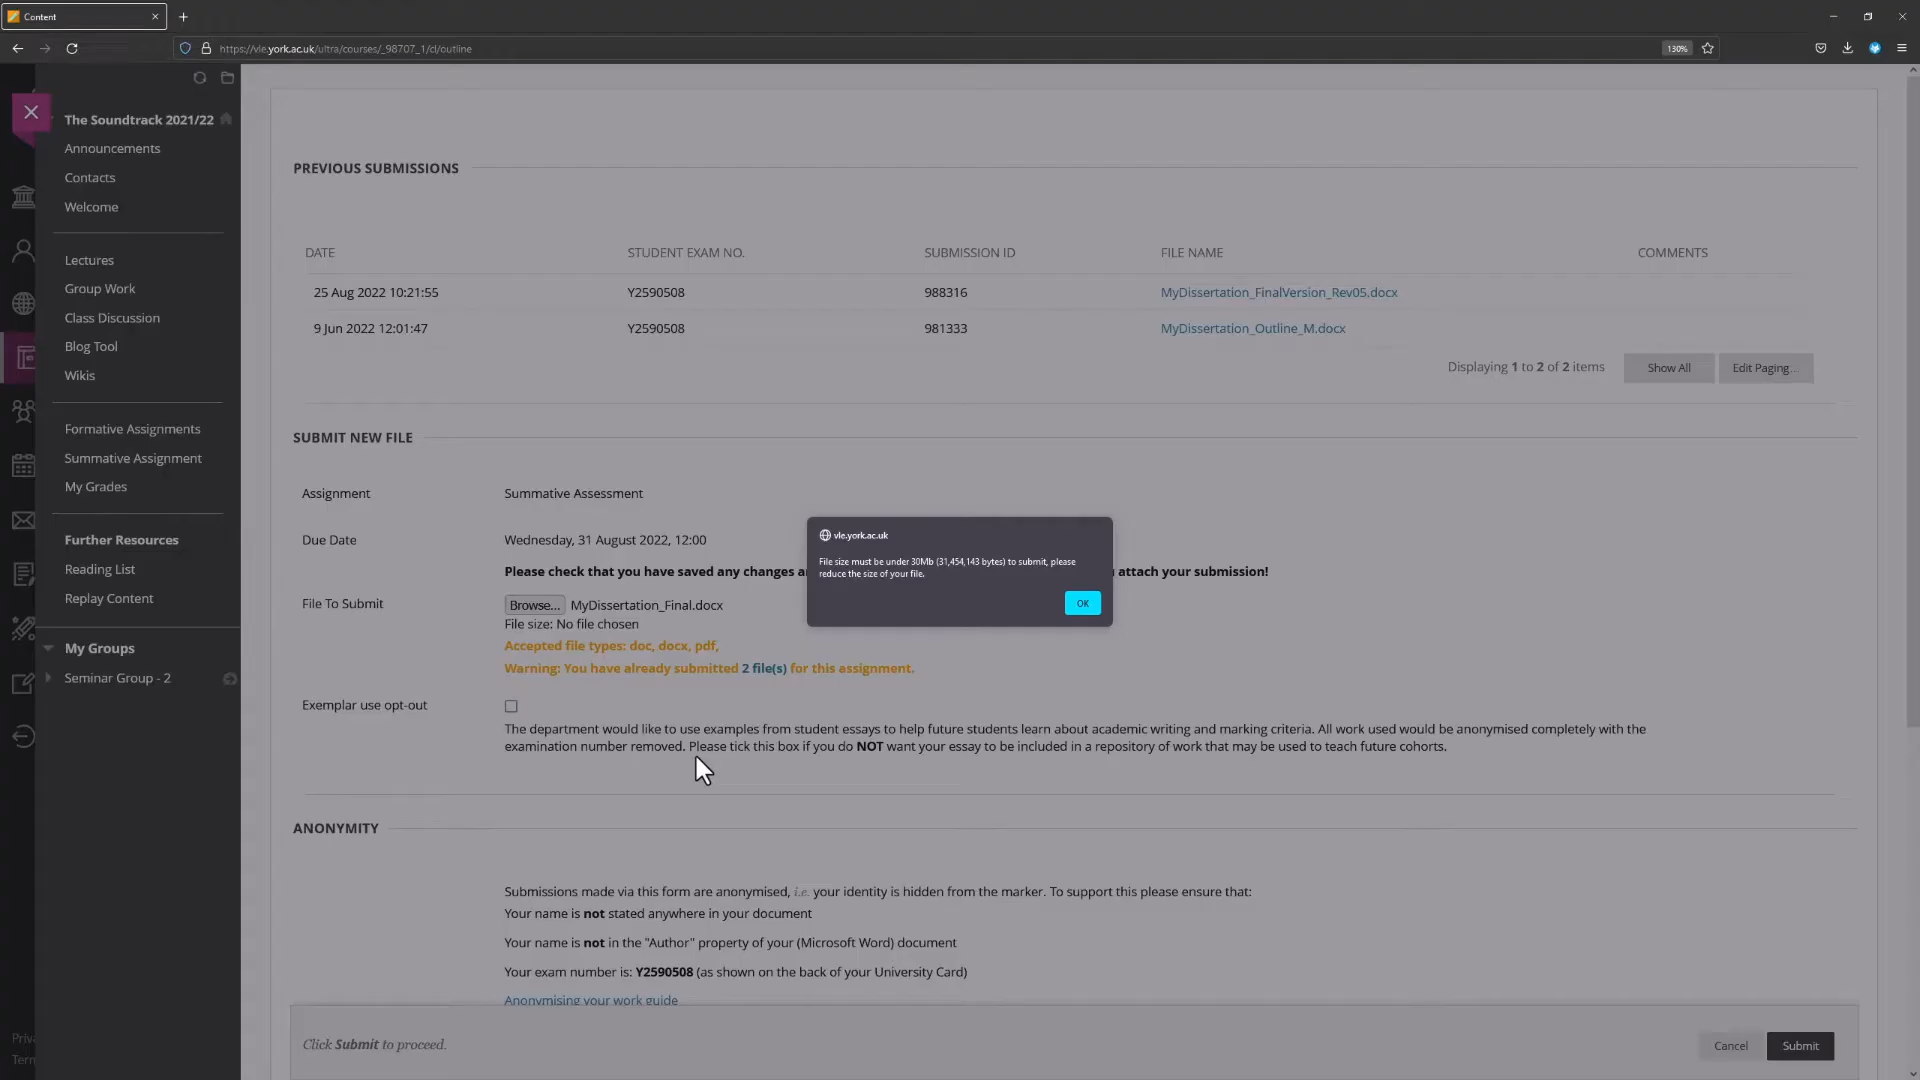 Content
https://vle.york.ac.uk/ultra/courses/_98707_1/cl/outline
130%
The Soundtrack 2021/22
Announcements
Contacts
Welcome
Lectures
Group Work
Class Discussion
Blog Tool
Wikis
Formative Assignments
Summative Assignment
My Grades
Further Resources
Reading List
Replay Content
My Groups
Seminar Group - 2
PREVIOUS SUBMISSIONS
DATE STUDENT EXAM NO. SUBMISSION ID FILE NAME COMMENTS
25 Aug 2022 10:21:55 Y2590508 988316 MyDissertation_FinalVersion_Rev05.docx
9 Jun 2022 12:01:47 Y2590508 981333 MyDissertation_Outline_M.docx
Displaying 1 to 2 of 2 items Show All Edit Paging...
SUBMIT NEW FILE
Assignment Summative Assessment
Due Date Wednesday, 31 August 2022, 12:00
Please check that you have saved any changes attach your submission!
File To Submit Browse... MyDissertation_Final.docx
File size: No file chosen
Accepted file types: doc, docx, pdf,
Warning: You have already submitted 2 file(s) for this assignment.
vle.york.ac.uk
File size must be under 30Mb (31,454,143 bytes) to submit, please
reduce the size of your file.
OK
Exemplar use opt-out
The department would like to use examples from student essays to help future students learn about academic writing and marking criteria. All work used would be anonymised completely with the
examination number removed. Please tick this box if you do NOT want your essay to be included in a repository of work that may be used to teach future cohorts.
ANONYMITY
Submissions made via this form are anonymised, i.e. your identity is hidden from the marker. To support this please ensure that:
Your name is not stated anywhere in your document
Your name is not in the "Author" property of your (Microsoft Word) document
Your exam number is: Y2590508 (as shown on the back of your University Card)
Anonymising your work guide
Click Submit to proceed.
Cancel Submit